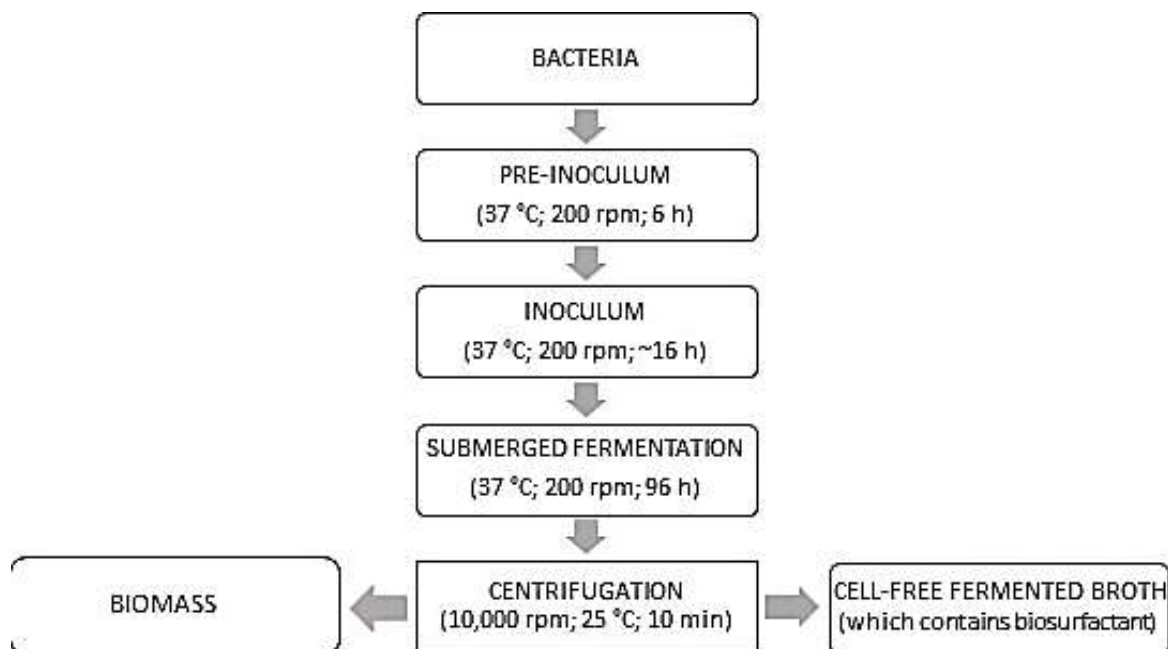 BACTERIA
PRE-INOCULUM
(37 °C; 200 rpm; 6 h)
INOCULUM
(37 °C; 200 rpm; ~16 h)
SUBMERGED FERMENTATION
(37 °C; 200 rpm; 96 h)
BIOMASS
CENTRIFUGATION
(10,000 rpm; 25 °C; 10 min)
CELL-FREE FERMENTED BROTH
(which contains biosurfactant)